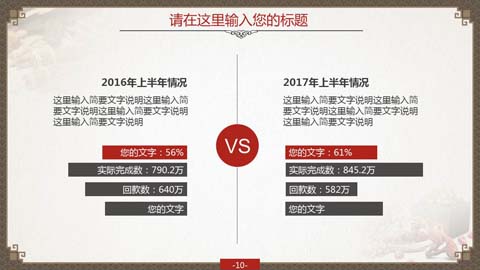 请在这里输入您的标题
2016年上半年情况
这里输入简要文字说明这里输入简
要文字说明这里输入简要文字说明
这里输入简要文字说明
您的文字：56%
实际完成数：790.2万
回款数：640万
您的文字
VS
2017年上半年情况
这里输入简要文字说明这里输入简
要文字说明这里输入简要文字说明
这里输入简要文字说明
您的文字：61%
实际完成数：845.2万
回款数：582万
您的文字
-10-